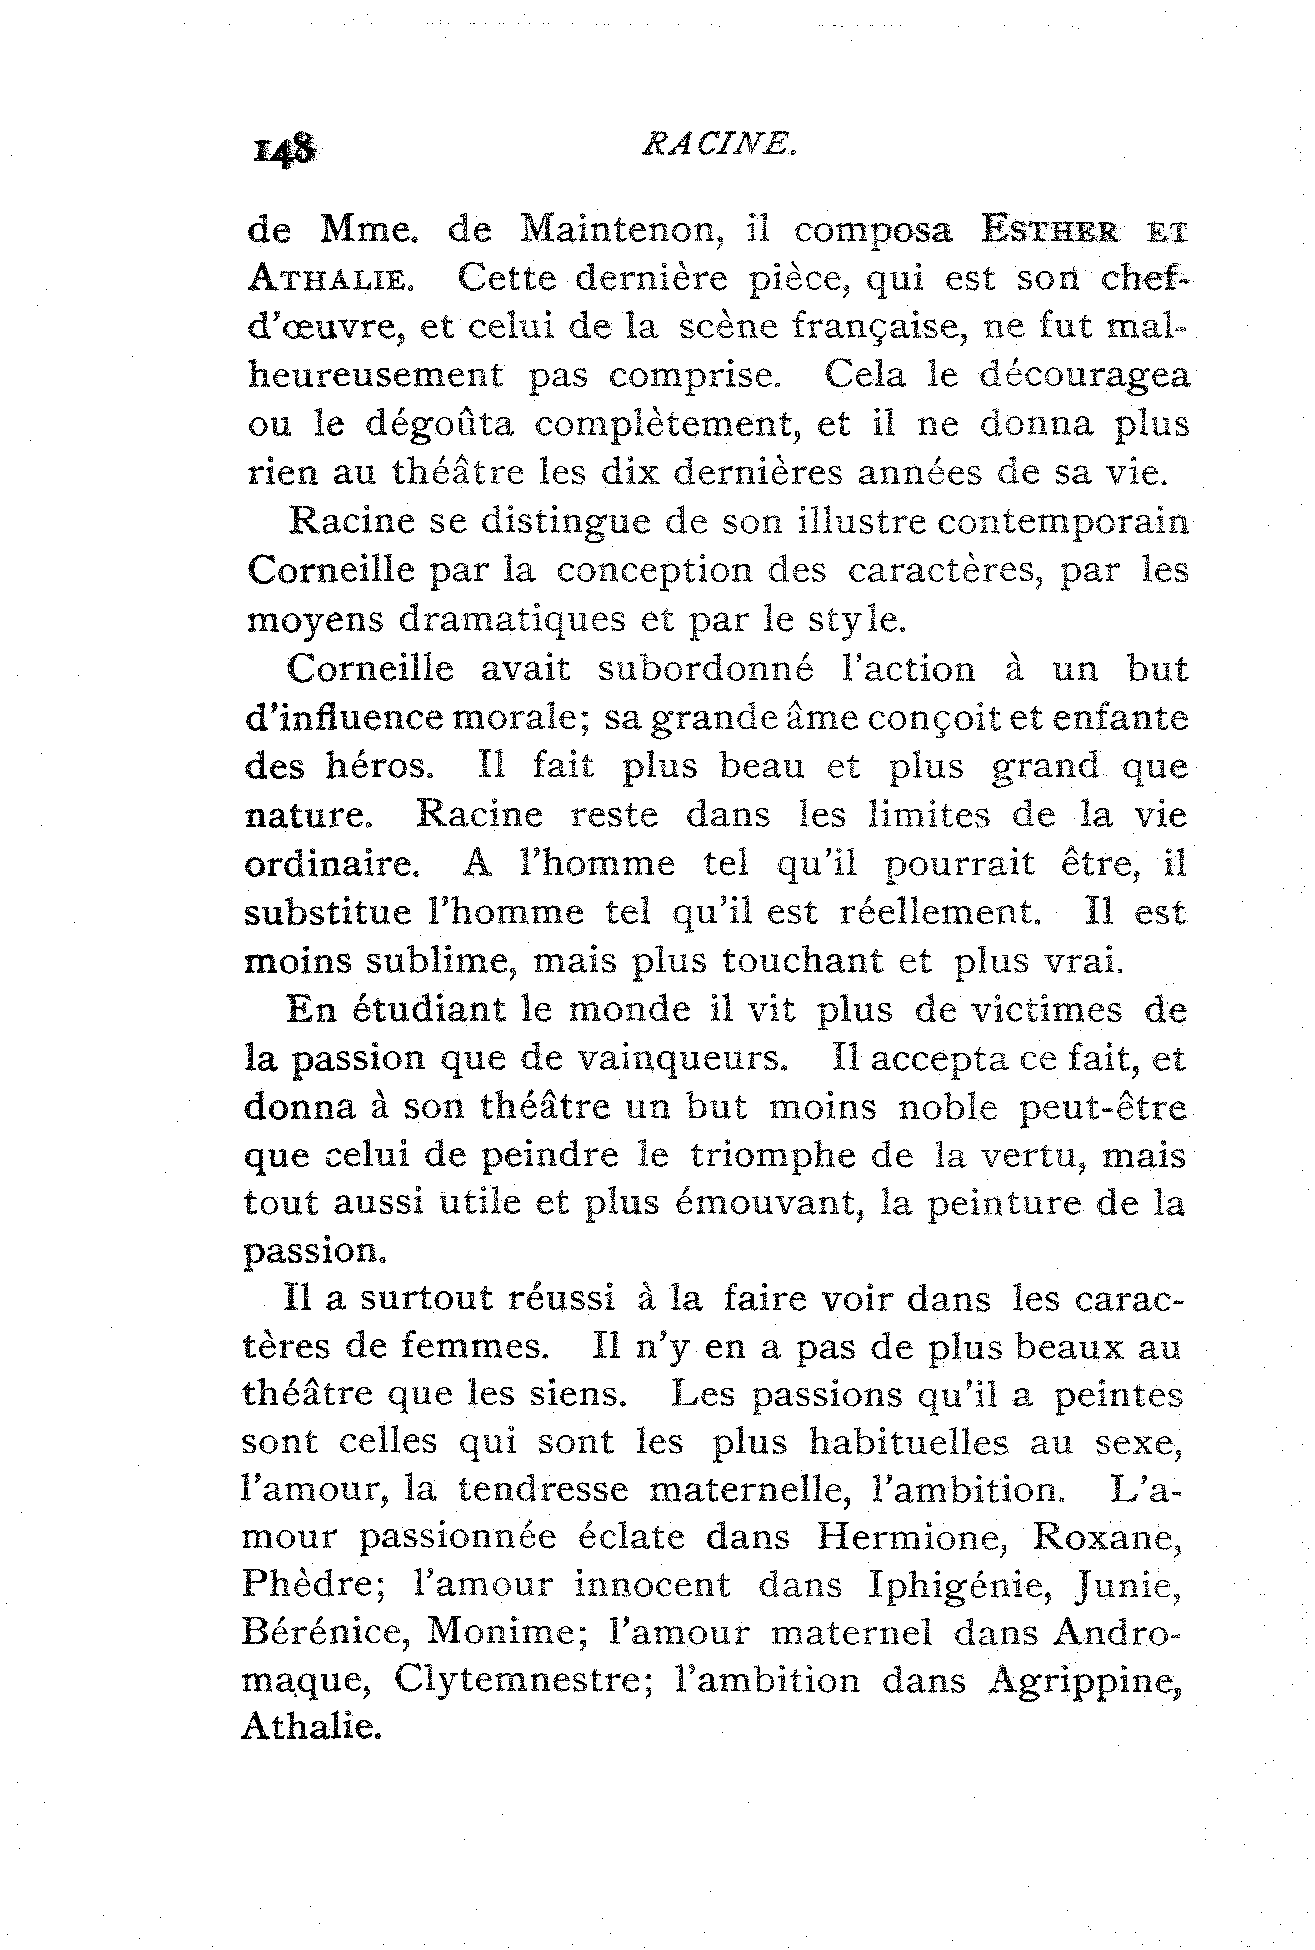 148 RACINE.
de Mme. de Maintenon, il composa ESTHER ET
ATHALIE. Cette dernière pièce, qui est son chef-
d'œuvre, et celui de la scène française, ne fut mal-
heureusement pas comprise. Cela le découragea
ou le dégoûta complètement, et il ne donna plus
rien au théâtre les dix dernières années de sa vie.
Racine se distingue de son illustre contemporain
Corneille par la conception des caractères, par les
moyens dramatiques et par le style.
Corneille avait subordonné l'action à un but
d'influence morale; sa grande âme conçoit et enfante
des héros. Il fait plus beau et plus grand que
nature. Racine reste dans les limites de la vie
ordinaire. A l'homme tel qu'il pourrait être, il
substitue l'homme tel qu'il est réellement. Il est
moins sublime, mais plus touchant et plus vrai.
En étudiant le monde il vit plus de victimes de
la passion que de vainqueurs. Il accepta ce fait, et
donna à son théâtre un but moins noble peut-être
que celui de peindre le triomphe de la vertu, mais
tout aussi utile et plus émouvant, la peinture de la
passion.
Il a surtout réussi à la faire voir dans les carac-
tères de femmes. Il n'y en a pas de plus beaux au
théâtre que les siens. Les passions qu'il a peintes
sont celles qui sont les plus habituelles au sexe,
l'amour, la tendresse maternelle, l'ambition. L'a-
mour passionnée éclate dans Hermione, Roxane,
Phèdre; l'amour innocent dans Iphigénie, Junie,
Bérénice, Monime; l'amour maternel dans Andro-
maque, Clytemnestre; l'ambition dans Agrippine,
Athalie.